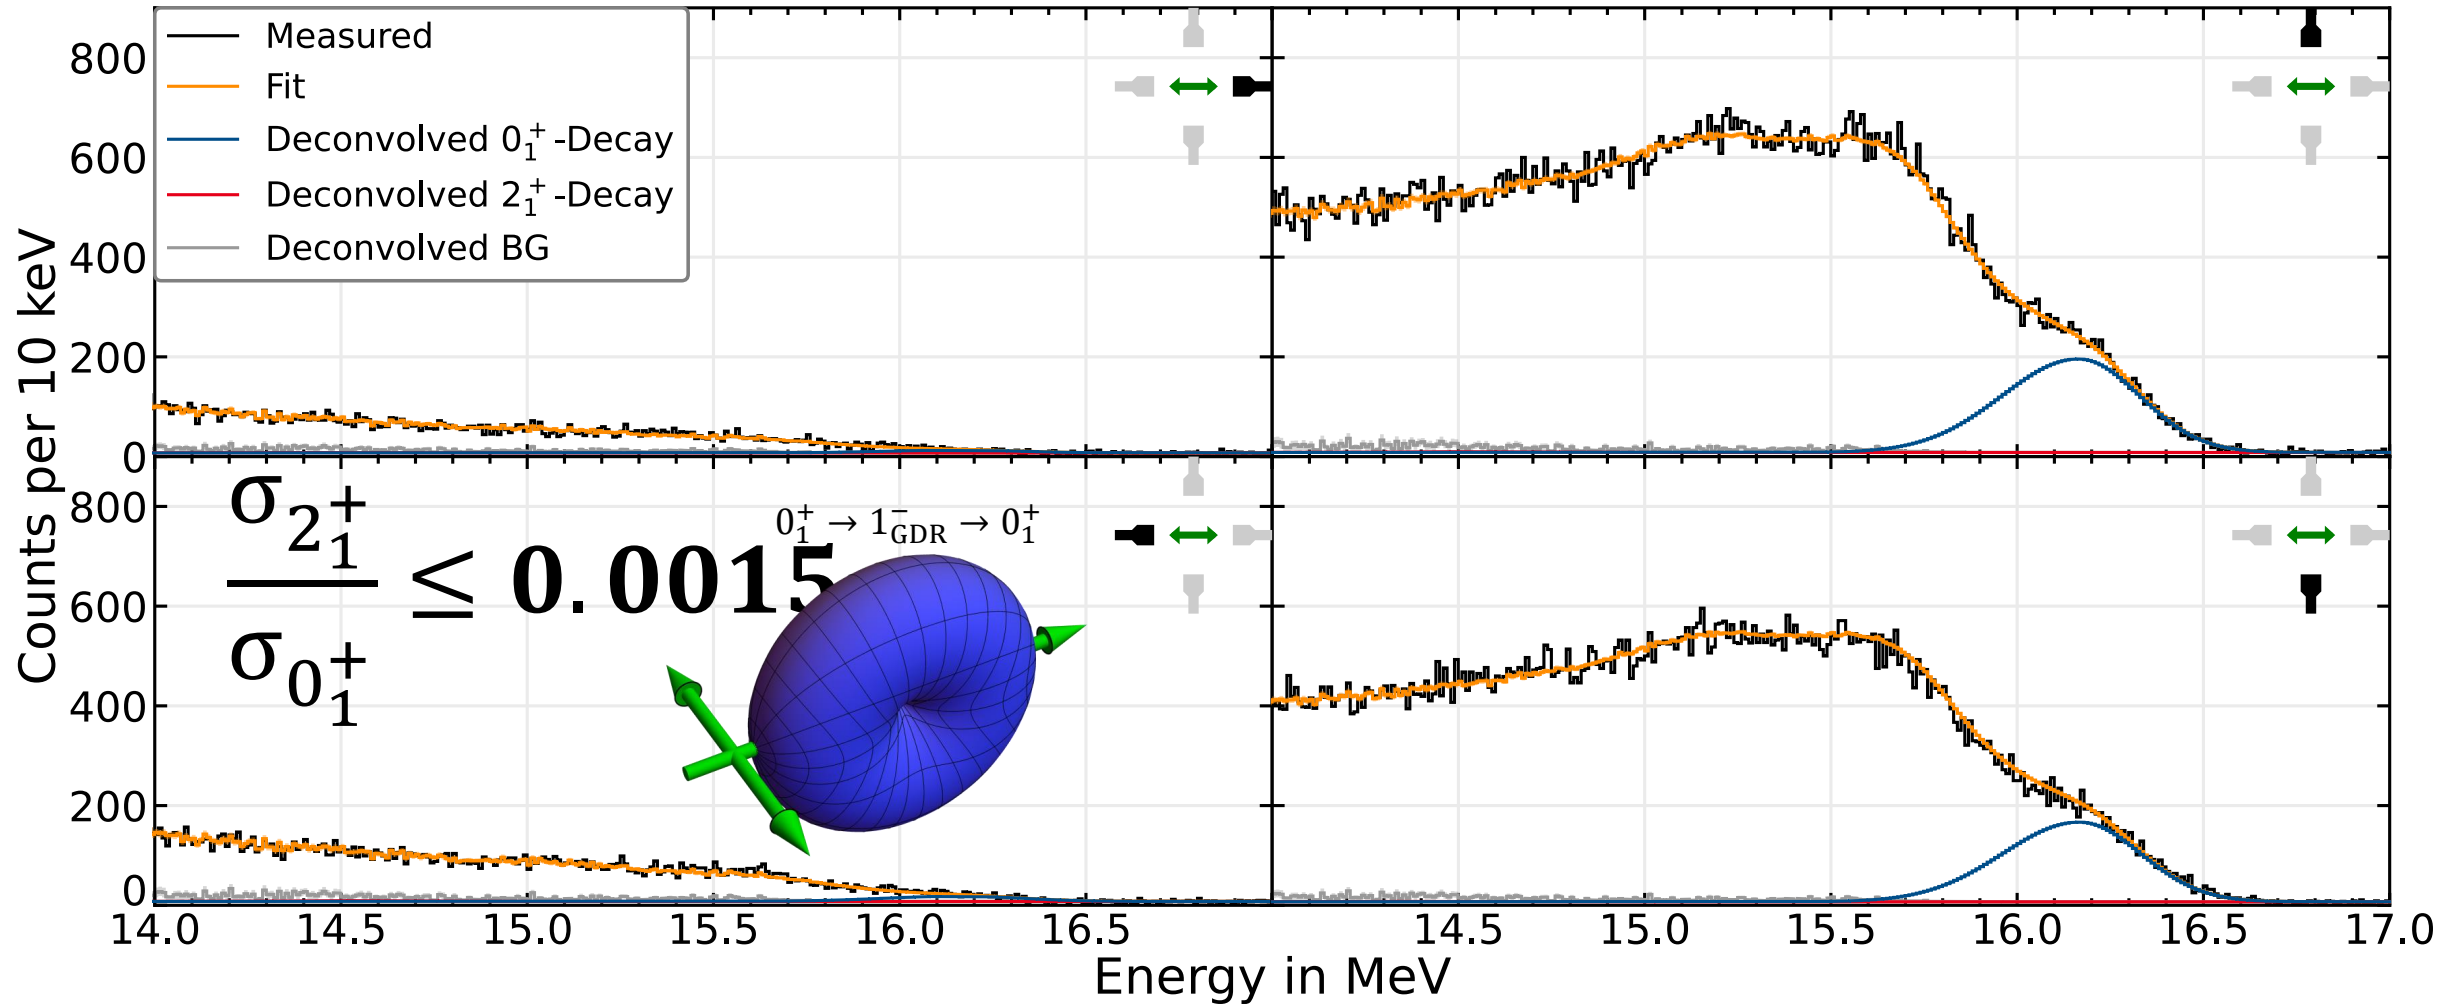 Measured
Fit
Deconvolved 0₁⁺-Decay
Deconvolved 2₁⁺-Decay
Deconvolved BG
Counts per 10 keV
800
600
400
200
0
800
600
400
200
0
σ_{2₁⁺} / σ_{0₁⁺} ≤ 0.0015
0₁⁺ → 1⁻_GDR → 0₁⁺
14.0 14.5 15.0 15.5 16.0 16.5 14.5 15.0 15.5 16.0 16.5 17.0
Energy in MeV